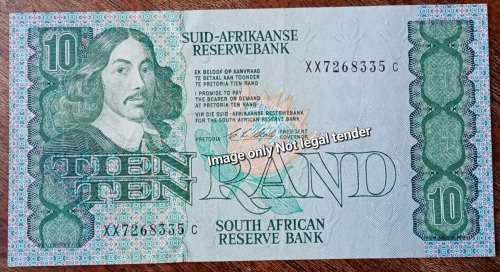 10
SUID-AFRIKAANSE
RESERWEBANK
XX7268335 C
EK BELOOF OP AANVRAAG
TE BETAAL AAN TOONDER
TE PRETORIA TIEN RAND
I PROMISE TO PAY
THE BEARER ON DEMAND
AT PRETORIA TEN RAND
VIR DIE SUID-AFRIKAANSE RESERWEBANK
FOR THE SOUTH AFRICAN RESERVE BANK
PRETORIA
PRESIDENT
GOVERNOR
Image only Not legal tender
TIEN
TEN
RAND
XX7268335 C
SOUTH AFRICAN
RESERVE BANK
10